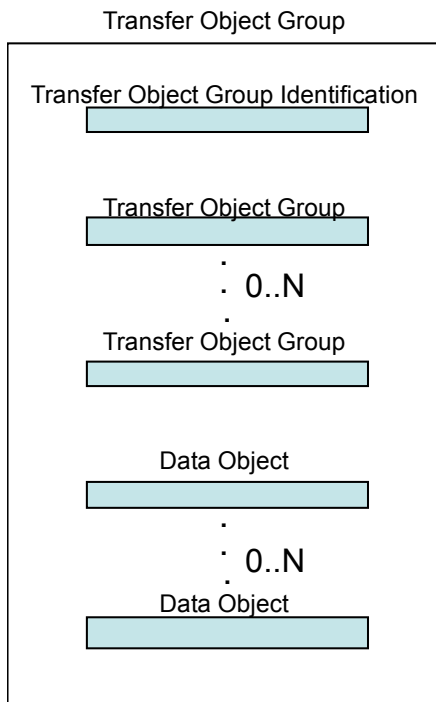 Transfer Object Group
Transfer Object Group Identification
Transfer Object Group
0..N
Transfer Object Group
Data Object
0..N
Data Object